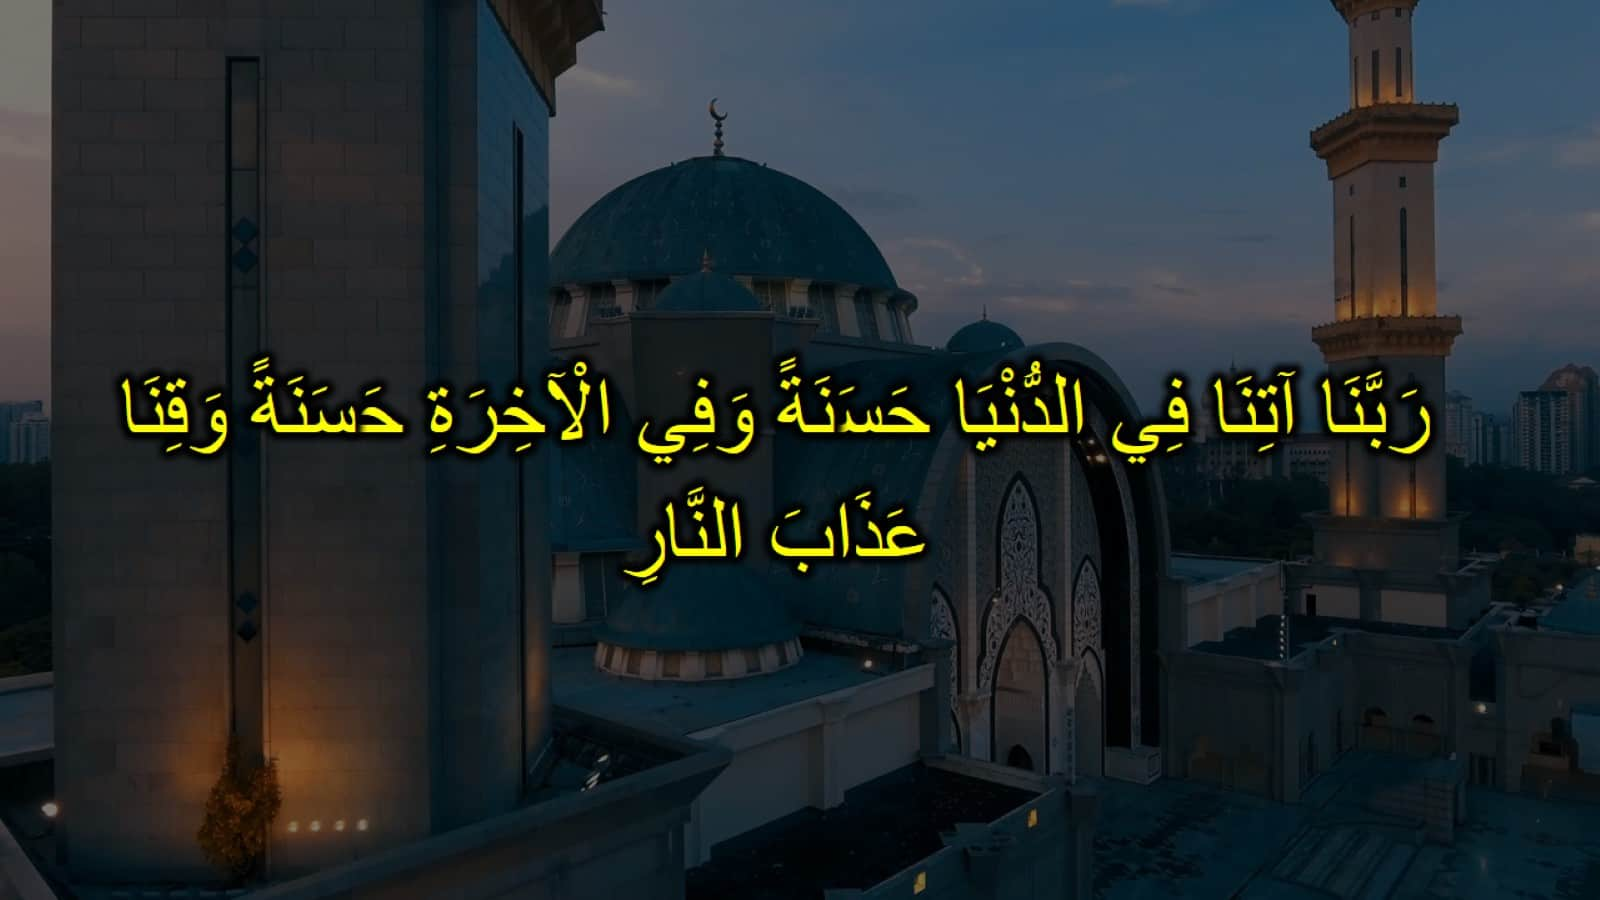 رَبَّنَا آتِنَا فِي الدُّنْيَا حَسَنَةً وَفِي الْآخِرَةِ حَسَنَةً وَقِنَا
عَذَابَ النَّارِ